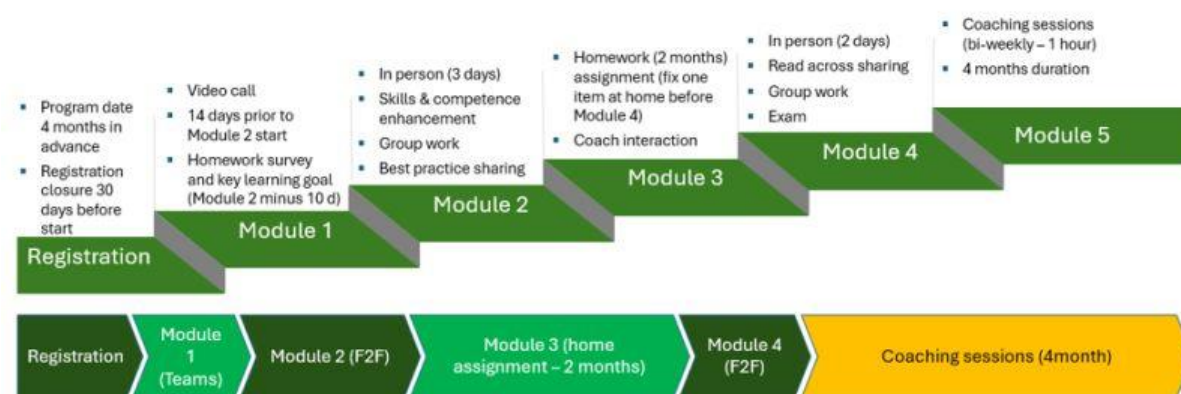 Program date
4 months in
advance
Registration
closure 30
days before
start
Registration
Video call
14 days prior to
Module 2 start
Homework survey
and key learning goal
(Module 2 minus 10 d)
Module 1
In person (3 days)
Skills & competence
enhancement
Group work
Best practice sharing
Module 2
Homework (2 months)
assignment (fix one
item at home before
Module 4)
Coach interaction
Module 3
In person (2 days)
Read across sharing
Group work
Exam
Module 4
Coaching sessions
(bi-weekly – 1 hour)
4 months duration
Module 5
Registration
Module
1
(Teams)
Module 2 (F2F)
Module 3 (home
assignment – 2 months)
Module 4
(F2F)
Coaching sessions (4month)